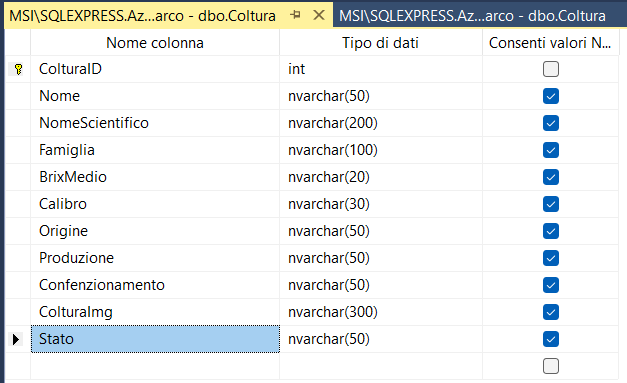 MSI\SQLEXPRESS.Az...arco - dbo.Coltura MSI\SQLEXPRESS.Az...arco - dbo.Coltura
Nome colonna Tipo di dati Consenti valori N...
ColturaID int
Nome nvarchar(50)
NomeScientifico nvarchar(200)
Famiglia nvarchar(100)
BrixMedio nvarchar(20)
Calibro nvarchar(30)
Origine nvarchar(50)
Produzione nvarchar(50)
Confenzionamento nvarchar(50)
ColturaImg nvarchar(300)
Stato nvarchar(50)